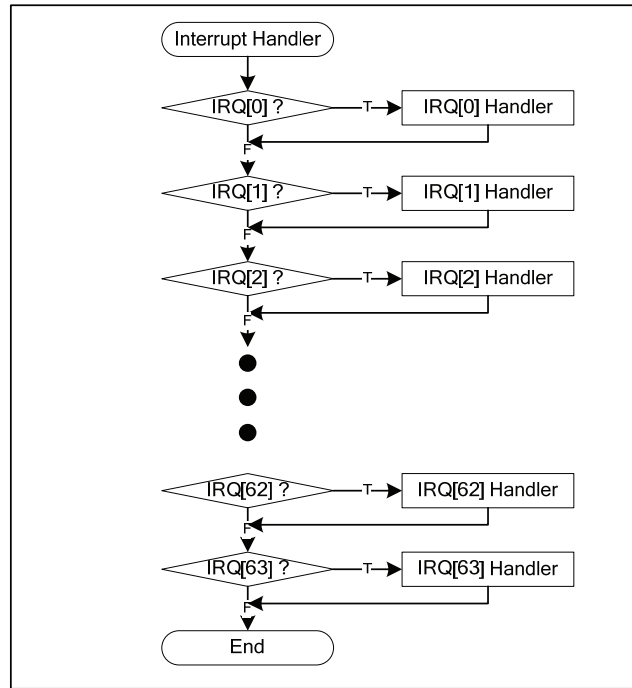 Interrupt Handler
IRQ[0] ?
T
IRQ[0] Handler
F
IRQ[1] ?
T
IRQ[1] Handler
F
IRQ[2] ?
T
IRQ[2] Handler
F
IRQ[62] ?
T
IRQ[62] Handler
F
IRQ[63] ?
T
IRQ[63] Handler
F
End